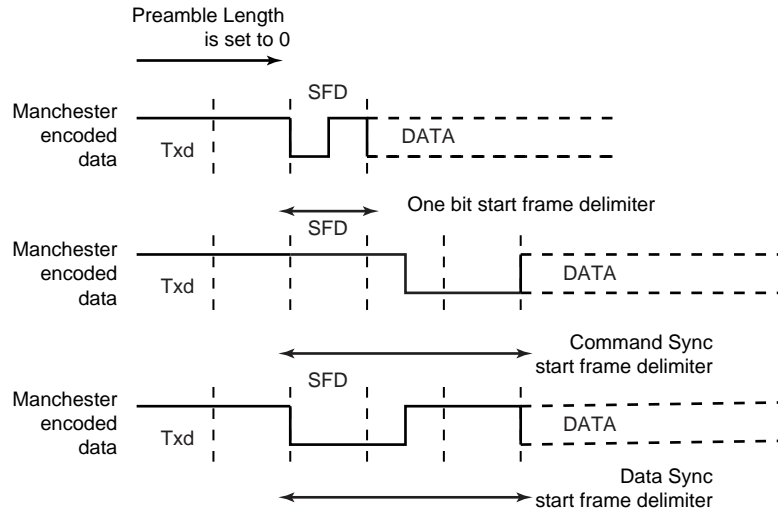 Preamble Length
is set to 0
SFD
Manchester
encoded
data
Txd
DATA
One bit start frame delimiter
SFD
Manchester
encoded
data
Txd
DATA
Command Sync
start frame delimiter
SFD
Manchester
encoded
data
Txd
DATA
Data Sync
start frame delimiter